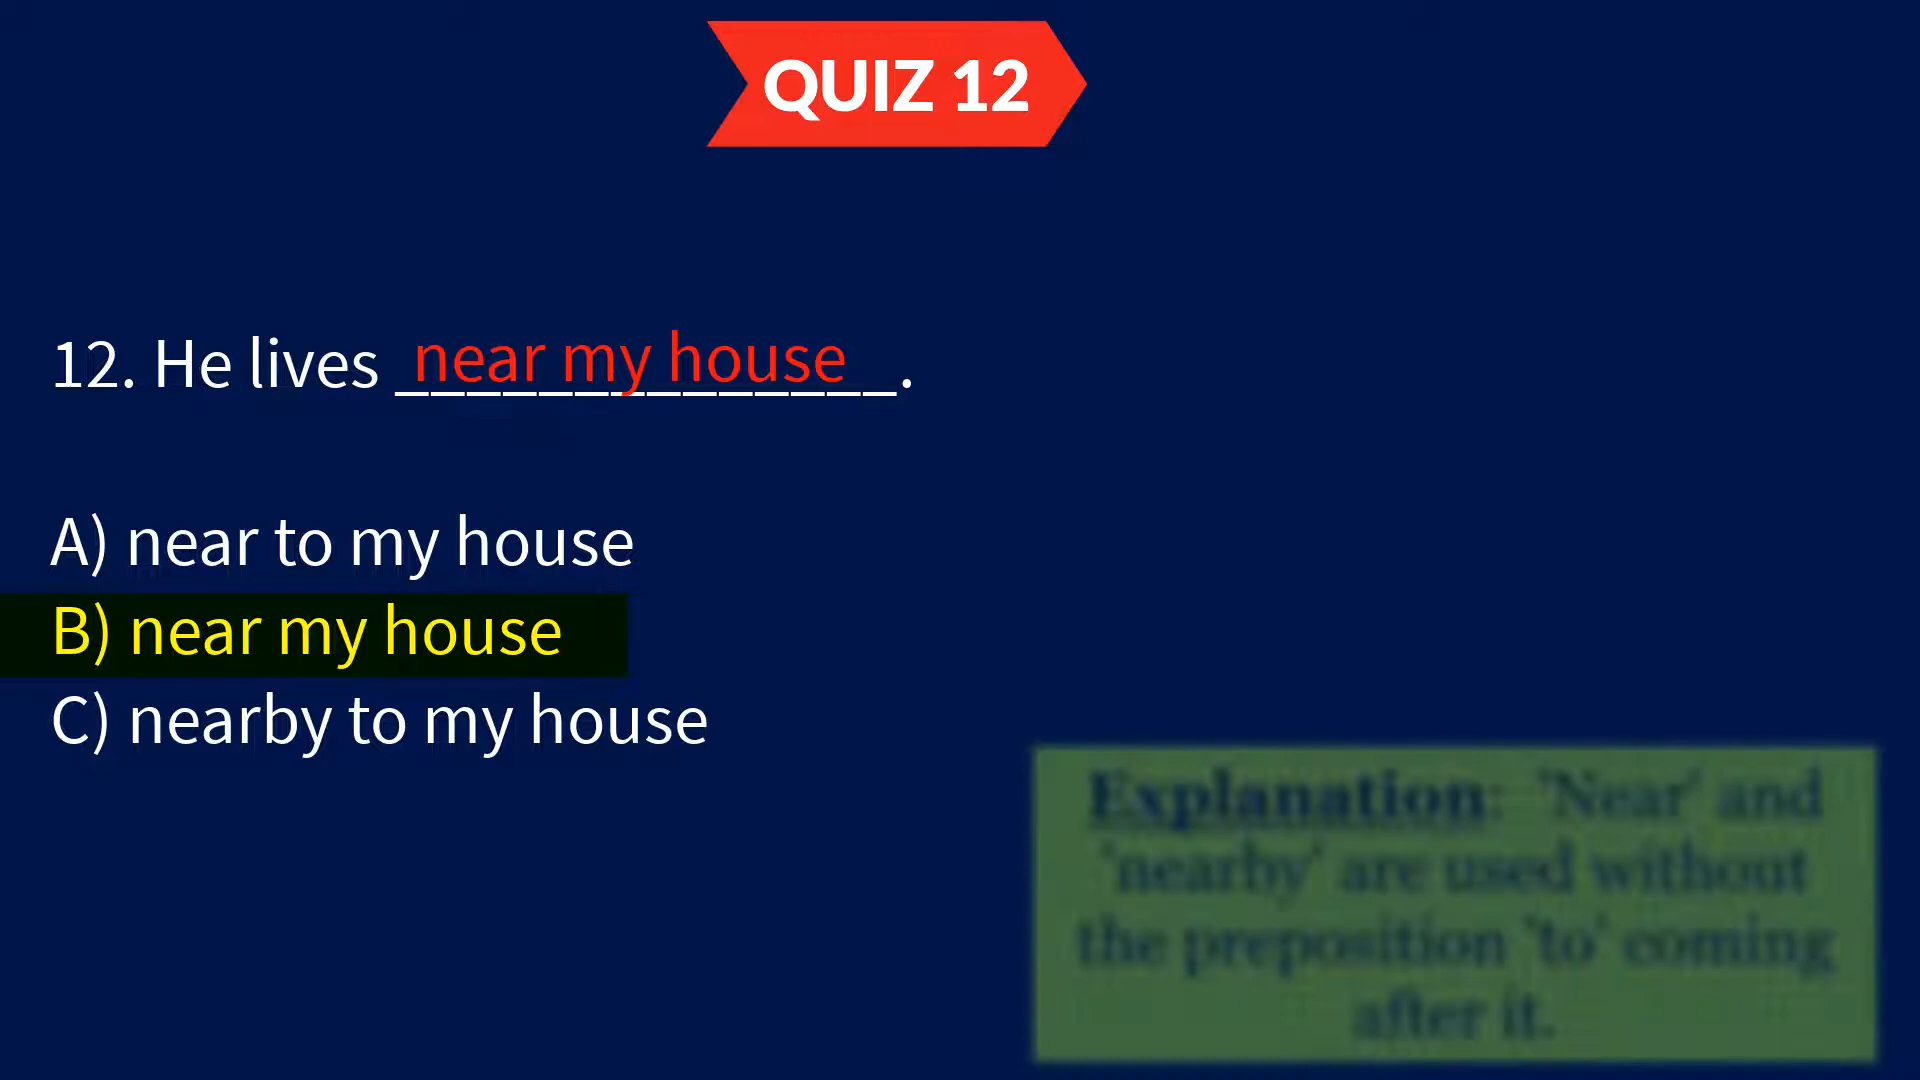 QUIZ 12
12. He lives ______________.
near my house
A) near to my house
B) near my house
C) nearby to my house
Explanation: 'Near' and
'nearby' are used without
the preposition 'to' coming
after it.